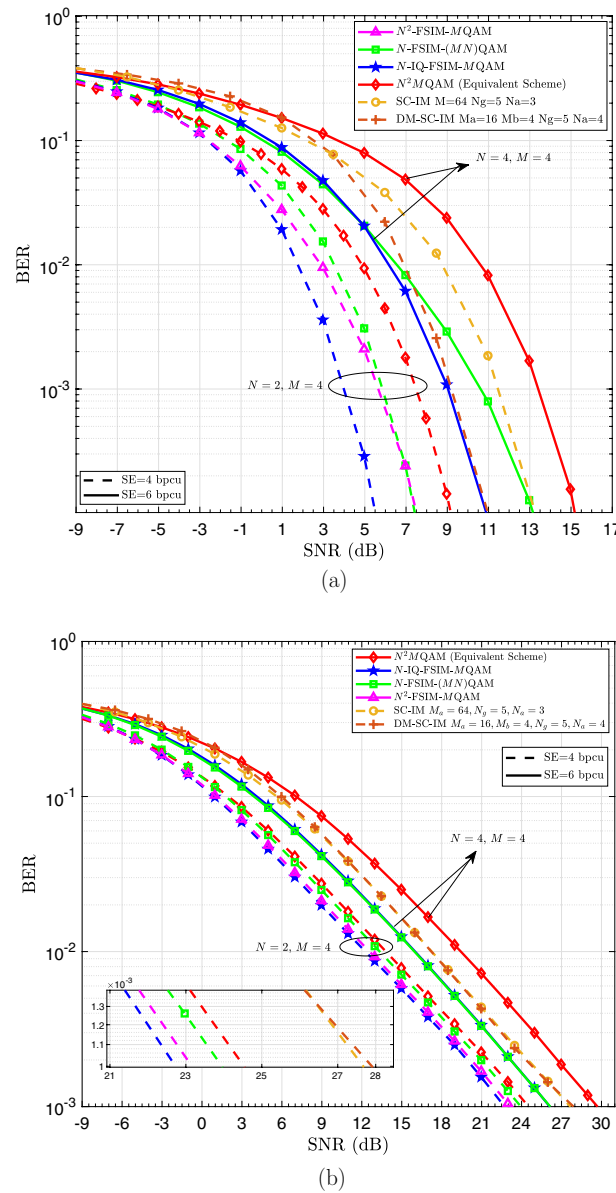 10^0
10^-1
10^-2
10^-3
BER
N^2-FSIM-MQAM
N-FSIM-(MN)QAM
N-IQ-FSIM-MQAM
N^2MQAM (Equivalent Scheme)
SC-IM M=64 Ng=5 Na=3
DM-SC-IM Ma=16 Mb=4 Ng=5 Na=4
N = 4, M = 4
N = 2, M = 4
SE=4 bpcu
SE=6 bpcu
-9 -7 -5 -3 -1 1 3 5 7 9 11 13 15 17
SNR (dB)
(a)
10^0
10^-1
10^-2
10^-3
BER
N^2MQAM (Equivalent Scheme)
N-IQ-FSIM-MQAM
N-FSIM-(MN)QAM
N^2-FSIM-MQAM
SC-IM M_a = 64, N_g = 5, N_a = 3
DM-SC-IM M_a = 16, M_b = 4, N_g = 5, N_a = 4
SE=4 bpcu
SE=6 bpcu
N = 4, M = 4
N = 2, M = 4
×10^-3
1.3
1.2
1.1
1
21 23 25 27 28
-9 -6 -3 0 3 6 9 12 15 18 21 24 27 30
SNR (dB)
(b)